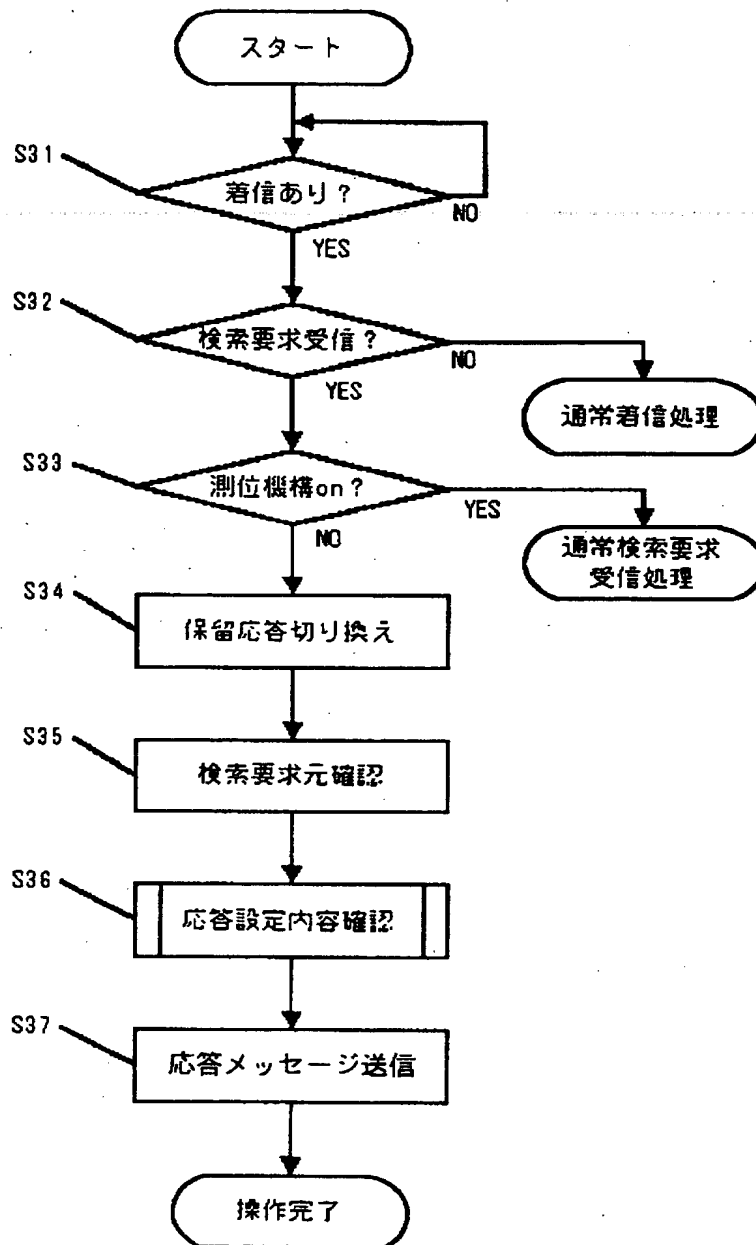 スタート
S31
着信あり?
NO
YES
S32
検索要求受信?
NO
YES
通常着信処理
S33
測位機構on?
YES
NO
通常検索要求
受信処理
S34
保留応答切り換え
S35
検索要求元確認
S36
応答設定内容確認
S37
応答メッセージ送信
操作完了